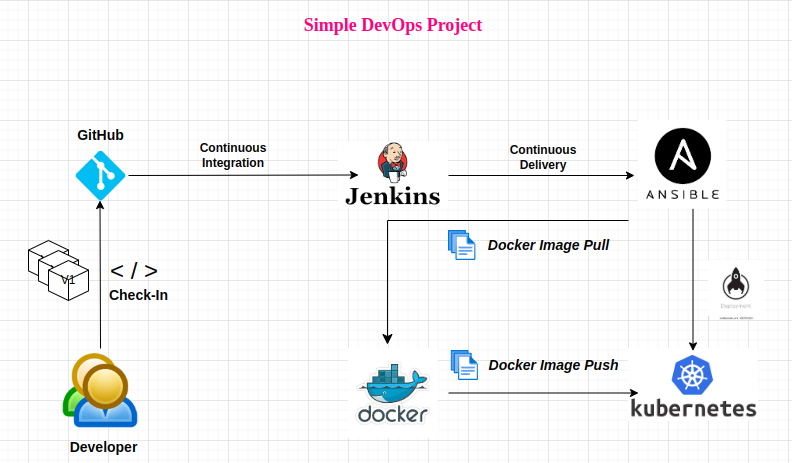 Simple DevOps Project
GitHub
Continuous
Integration
Jenkins
Continuous
Delivery
ANSIBLE
Docker Image Pull
V1
< / >
Check-In
Docker Image Push
docker
kubernetes
Developer